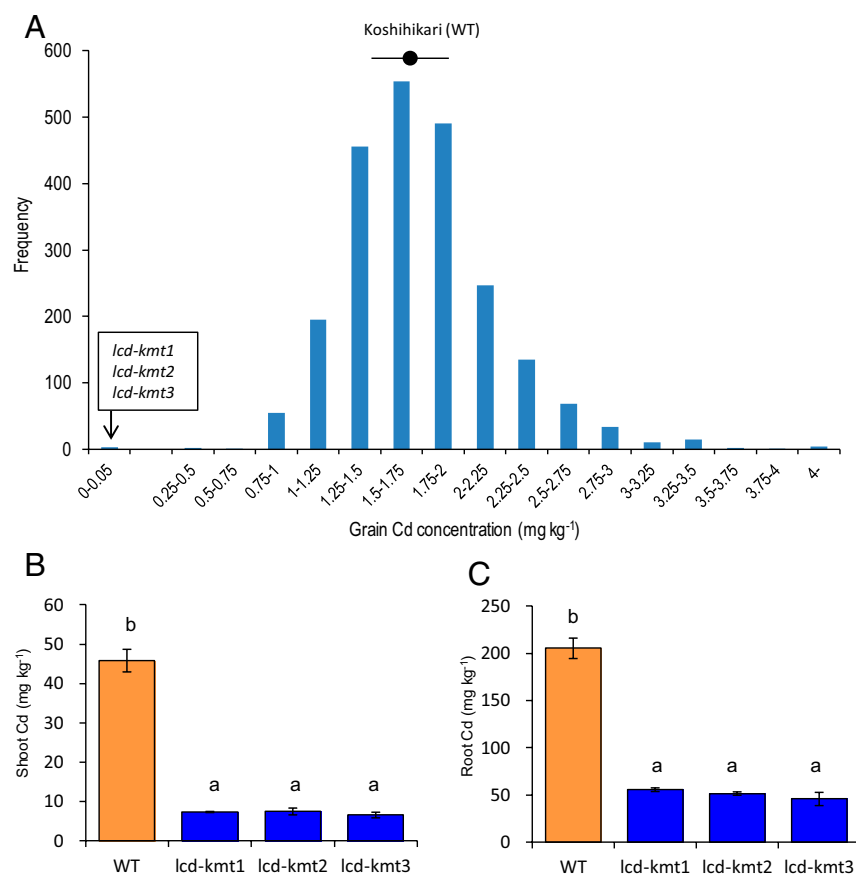 A
Koshihikari (WT)
600
500
400
300
200
100
0
Frequency
lcd-kmt1
lcd-kmt2
lcd-kmt3
0-0.05
0.25-0.5
0.5-0.75
0.75-1
1-1.25
1.25-1.5
1.5-1.75
1.75-2
2-2.25
2.25-2.5
2.5-2.75
2.75-3
3-3.25
3.25-3.5
3.5-3.75
3.75-4
4-
Grain Cd concentration (mg kg⁻¹)
B
60
50
40
30
20
10
0
Shoot Cd (mg kg⁻¹)
b
a
a
a
WT
lcd-kmt1
lcd-kmt2
lcd-kmt3
C
250
200
150
100
50
0
Root Cd (mg kg⁻¹)
b
a
a
a
WT
lcd-kmt1
lcd-kmt2
lcd-kmt3